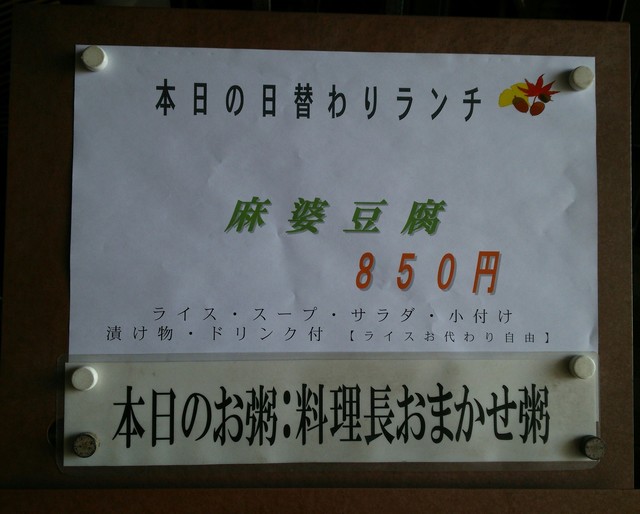 本日の日替わりランチ
麻婆豆腐
850円
ライス・スープ・サラダ・小付け
漬け物・ドリンク付 【ライスお代わり自由】
本日のお粥:料理長おまかせ粥